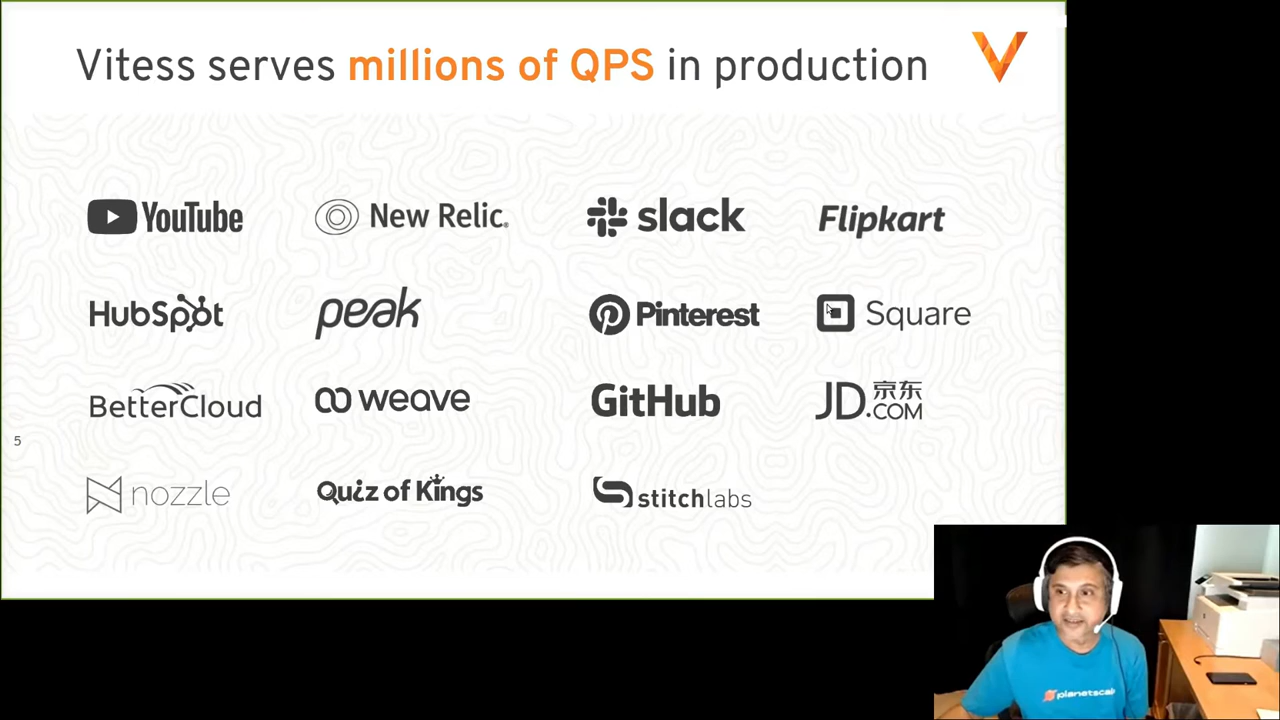 Vitess serves millions of QPS in production
YouTube
New Relic®
slack
Flipkart
HubSpot
peak
Pinterest
Square
BetterCloud
weave
GitHub
JD.COM 京东
5
nozzle
Quiz of Kings
stitchlabs